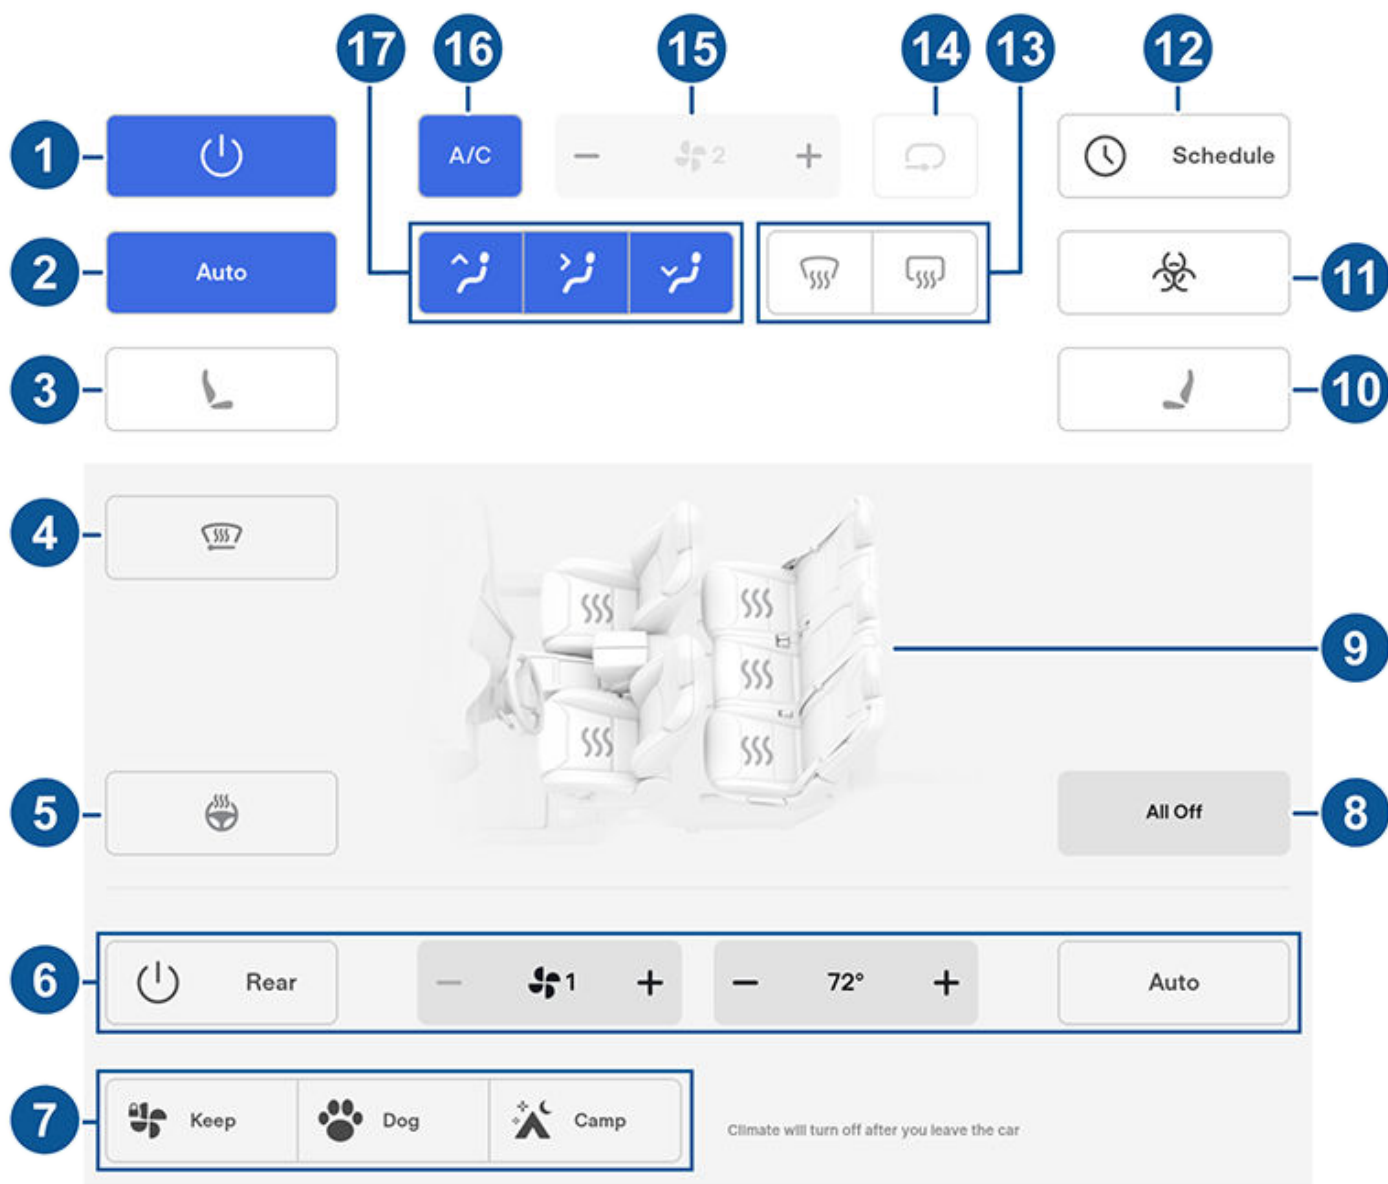 17 16 15 14 13 12
1 A/C 2 Schedule
2 Auto 11
3 10
4
9
5 All Off 8
6 Rear 1 72° Auto
7 Keep Dog Camp Climate will turn off after you leave the car